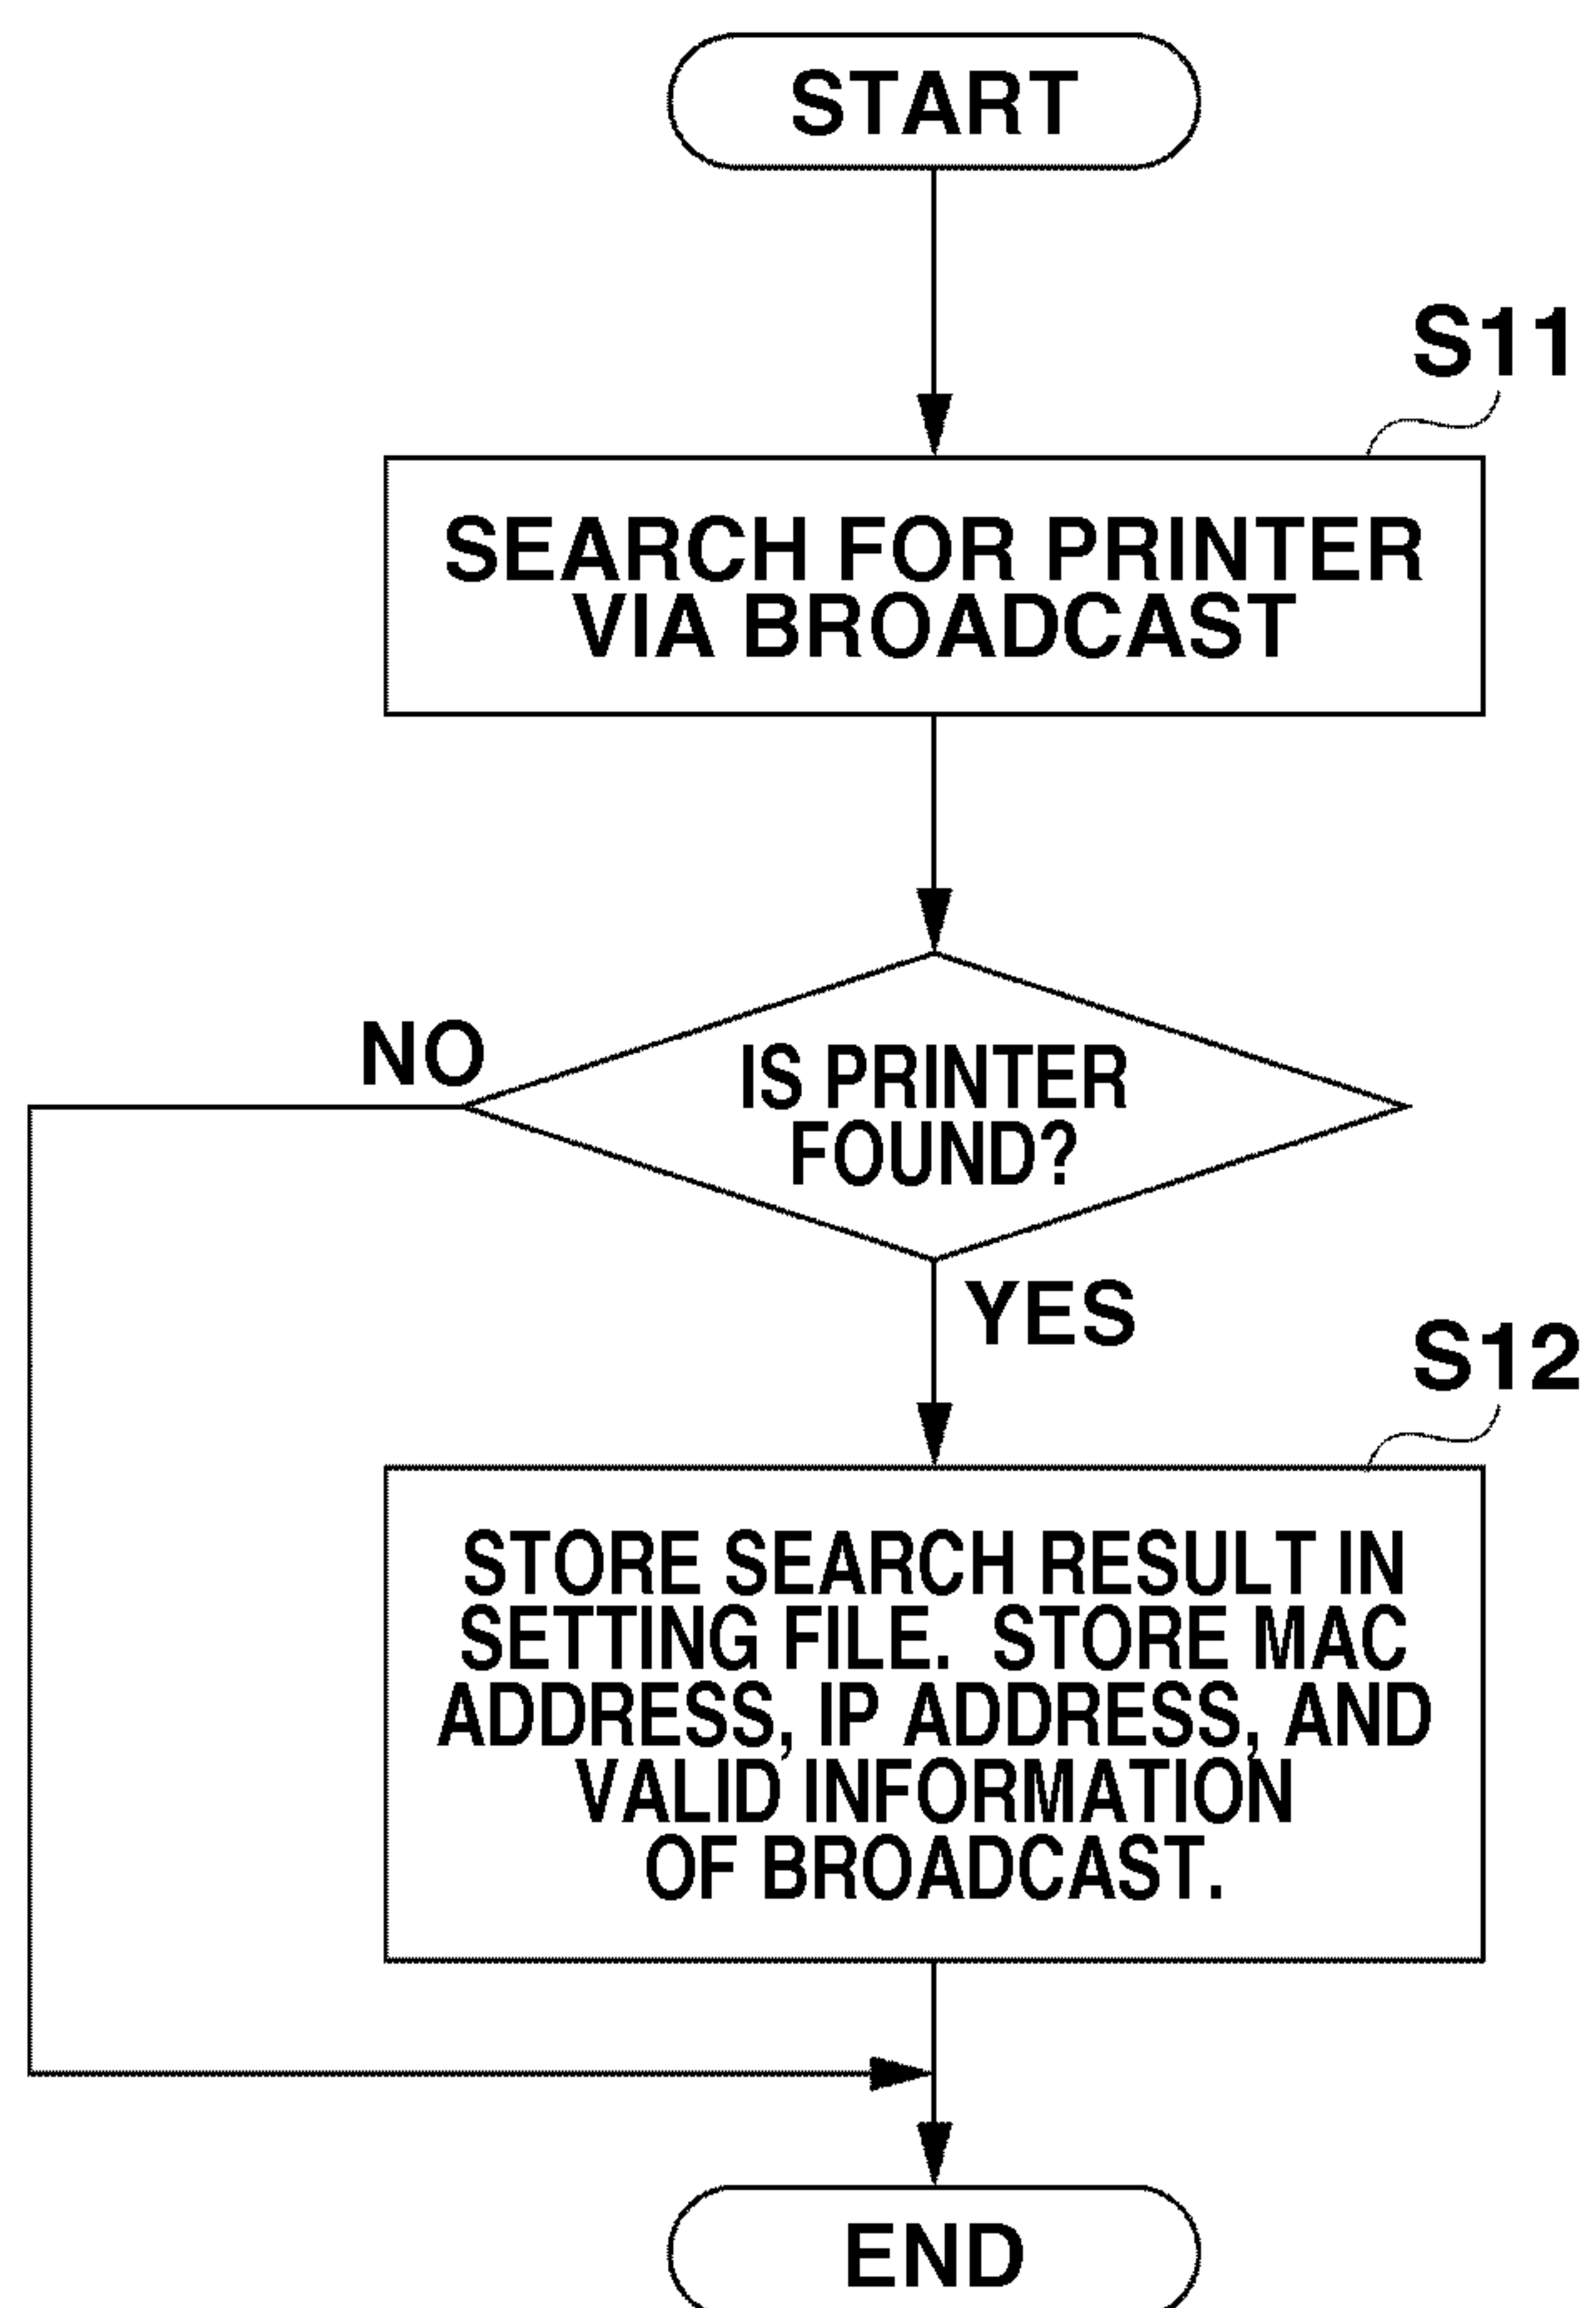 START
S11
SEARCH FOR PRINTER
VIA BROADCAST
NO
IS PRINTER
FOUND?
YES
S12
STORE SEARCH RESULT IN
SETTING FILE. STORE MAC
ADDRESS, IP ADDRESS, AND
VALID INFORMATION
OF BROADCAST.
END